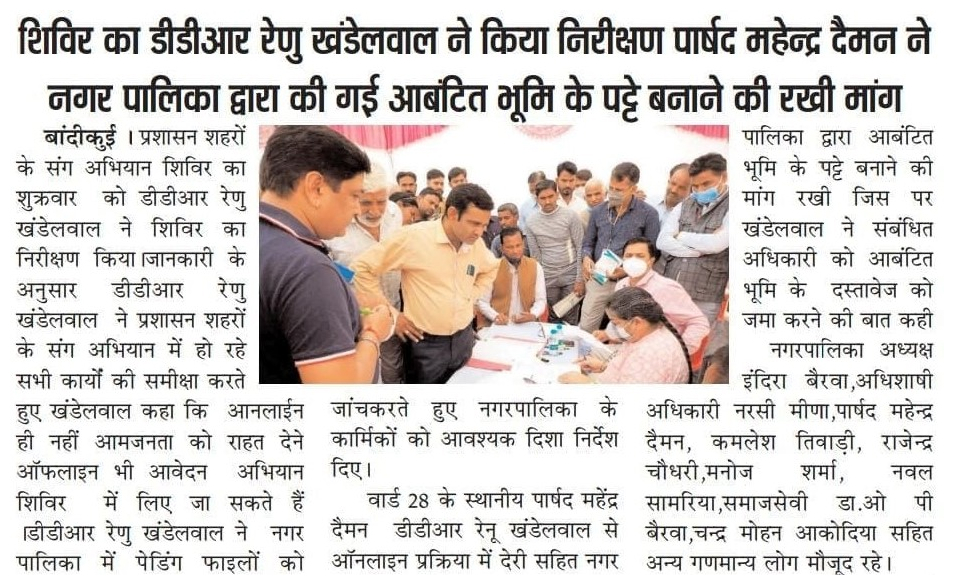 शिविर का डीडीआर रेणु खंडेलवाल ने किया निरीक्षण पार्षद महेन्द्र दैमन ने
नगर पालिका द्वारा की गई आबंटित भूमि के पट्टे बनाने की रखी मांग
बांदीकुई । प्रशासन शहरों
के संग अभियान शिविर का
शुक्रवार को डीडीआर रेणु
खंडेलवाल ने शिविर का
निरीक्षण किया।जानकारी के
अनुसार डीडीआर रेणु
खंडेलवाल ने प्रशासन शहरों
के संग अभियान में हो रहे
सभी कार्यों की समीक्षा करते
हुए खंडेलवाल कहा कि आनलाईन
ही नहीं आमजनता को राहत देने
ऑफलाइन भी आवेदन अभियान
शिविर में लिए जा सकते हैं
।डीडीआर रेणु खंडेलवाल ने नगर
पालिका में पेडिंग फाइलों को
जांचकरते हुए नगरपालिका के
कार्मिकों को आवश्यक दिशा निर्देश
दिए।
वार्ड 28 के स्थानीय पार्षद महेंद्र
दैमन डीडीआर रेनू खंडेलवाल से
ऑनलाइन प्रक्रिया में देरी सहित नगर
पालिका द्वारा आबंटित
भूमि के पट्टे बनाने की
मांग रखी जिस पर
खंडेलवाल ने संबंधित
अधिकारी को आबंटित
भूमि के दस्तावेज को
जमा करने की बात कही
नगरपालिका अध्यक्ष
इंदिरा बैरवा,अधिशाषी
अधिकारी नरसी मीणा,पार्षद महेन्द्र
दैमन, कमलेश तिवाड़ी, राजेन्द्र
चौधरी,मनोज शर्मा, नवल
सामरिया,समाजसेवी डा.ओ पी
बैरवा,चन्द्र मोहन आकोदिया सहित
अन्य गणमान्य लोग मौजूद रहे।